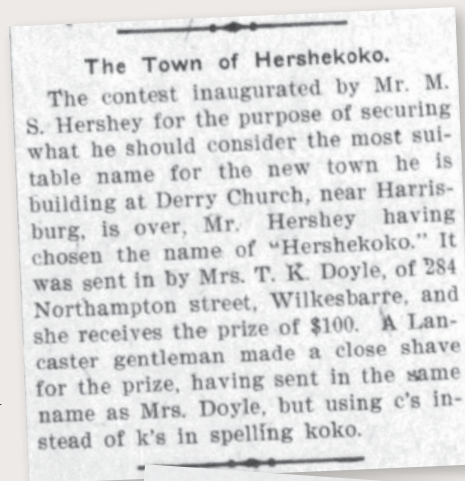 The Town of Hershekoko.
The contest inaugurated by Mr. M.
S. Hershey for the purpose of securing
what he should consider the most sui-
table name for the new town he is
building at Derry Church, near Harris-
burg, is over, Mr. Hershey having
chosen the name of "Hershekoko." It
was sent in by Mrs. T. K. Doyle, of 284
Northampton street, Wilkesbarre, and
she receives the prize of $100. A Lan-
caster gentleman made a close shave
for the prize, having sent in the same
name as Mrs. Doyle, but using c's in-
stead of k's in spelling koko.